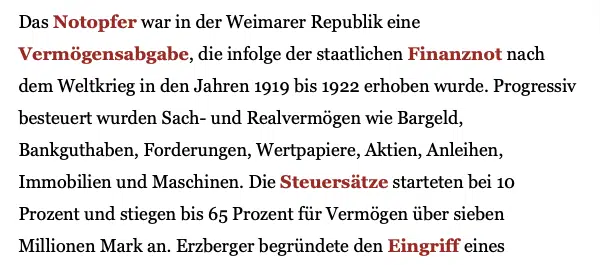 Das Notopfer war in der Weimarer Republik eine
Vermögensabgabe, die infolge der staatlichen Finanznot nach
dem Weltkrieg in den Jahren 1919 bis 1922 erhoben wurde. Progressiv
besteuert wurden Sach- und Realvermögen wie Bargeld,
Bankguthaben, Forderungen, Wertpapiere, Aktien, Anleihen,
Immobilien und Maschinen. Die Steuersätze starteten bei 10
Prozent und stiegen bis 65 Prozent für Vermögen über sieben
Millionen Mark an. Erzberger begründete den Eingriff eines